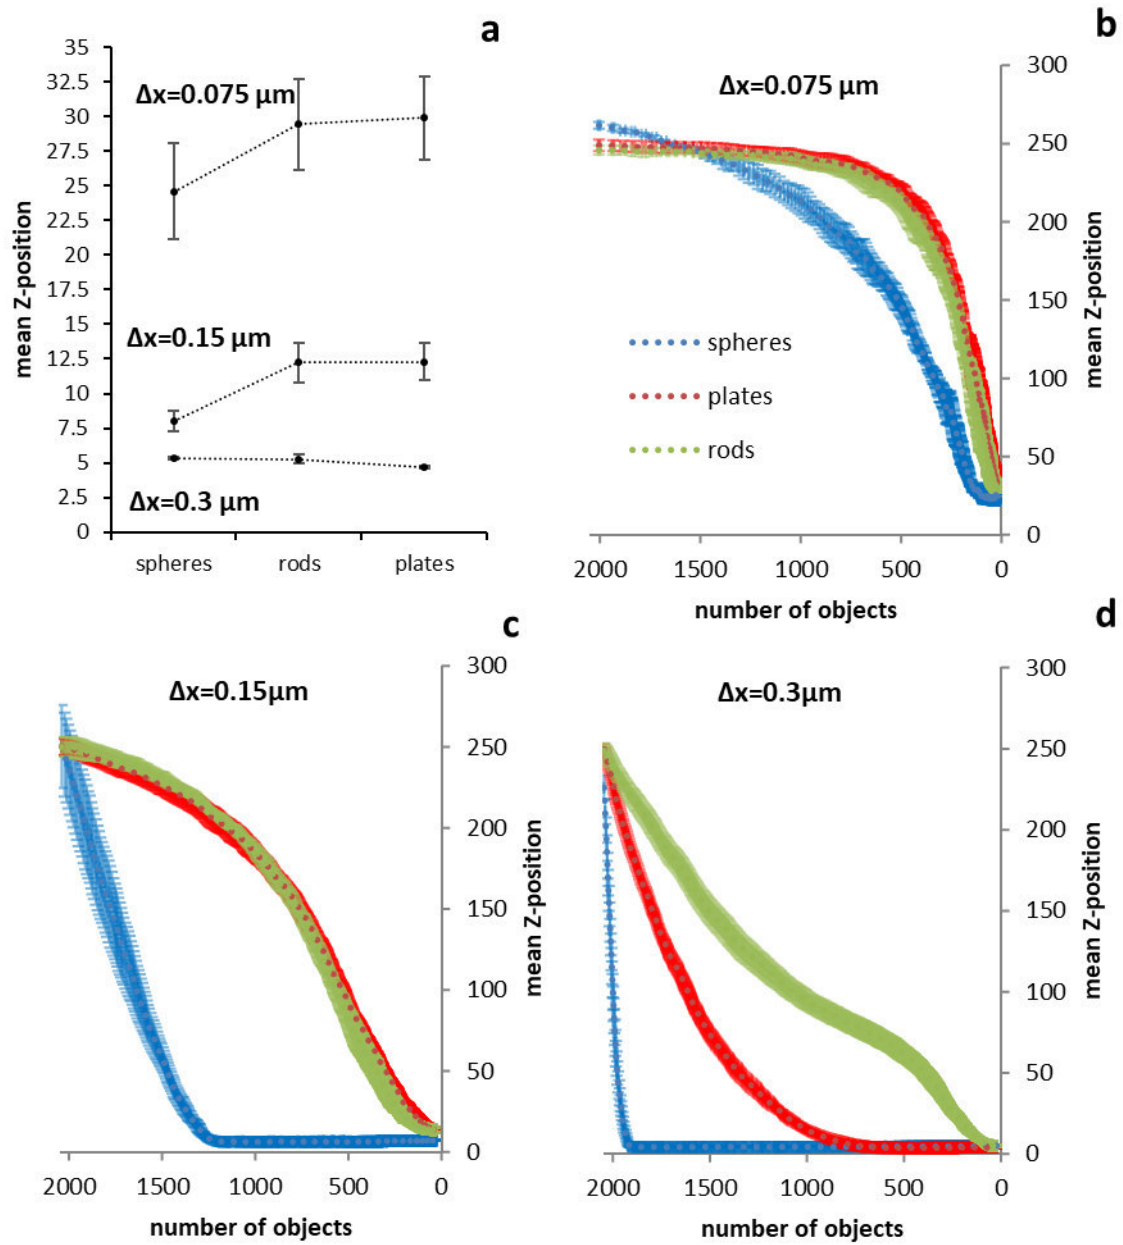 a
35
32.5
30
27.5
25
22.5
20
17.5
15
12.5
10
7.5
5
2.5
0
mean Z-position
Δx=0.075 μm
Δx=0.15 μm
Δx=0.3 μm
spheres
rods
plates
b
Δx=0.075 μm
300
250
200
150
100
50
0
mean Z-position
spheres
plates
rods
2000 1500 1000 500 0
number of objects
c
Δx=0.15μm
300
250
200
150
100
50
0
mean Z-position
2000 1500 1000 500 0
number of objects
d
Δx=0.3μm
300
250
200
150
100
50
0
mean Z-position
2000 1500 1000 500 0
number of objects